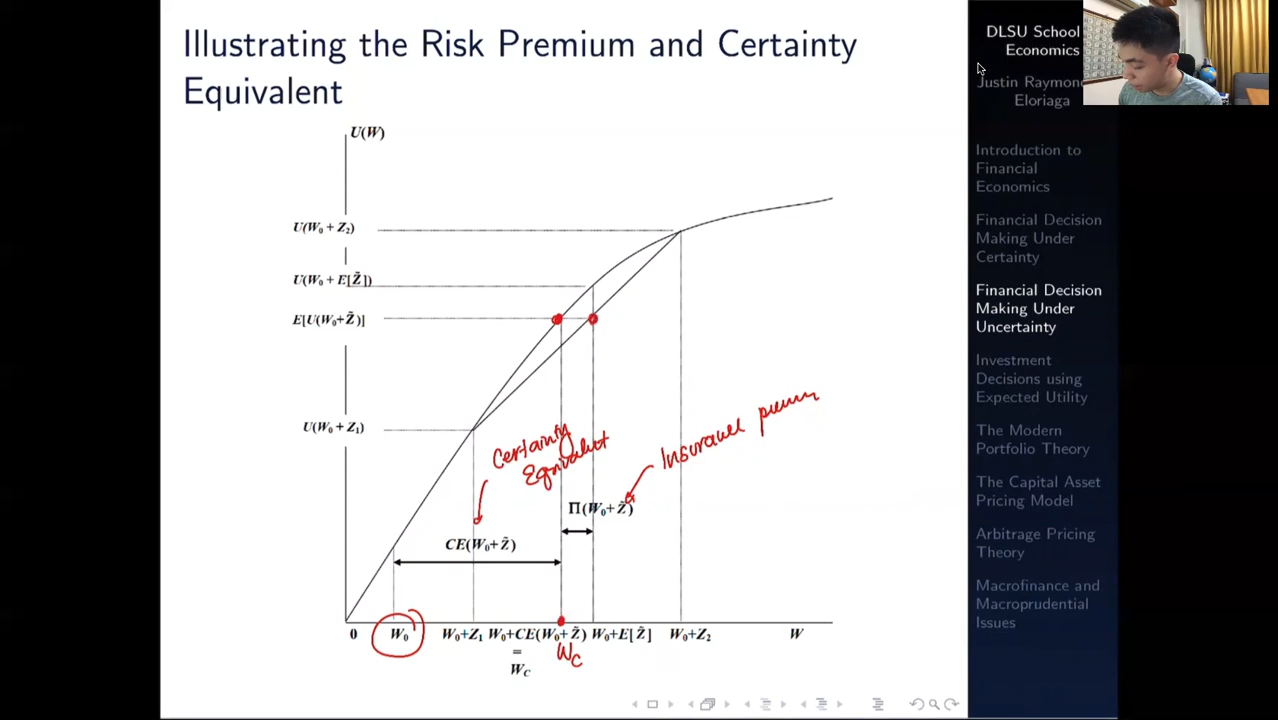 Illustrating the Risk Premium and Certainty
Equivalent
U(W)
U(W₀ + Z₂)
U(W₀ + E[Z̃])
E[U(W₀+Z̃)]
U(W₀ + Z₁)
Certainty
Equivalent
Insurance
Π(W₀+Z̃)
CE(W₀+Z̃)
0 W₀ W₀+Z₁ W₀+CE(W₀+Z̃) W₀+E[Z̃] W₀+Z₂ W
=
W_C
W_C
DLSU School
Economics
Justin Raymond
Eloriaga
Introduction to
Financial
Economics
Financial Decision
Making Under
Certainty
Financial Decision
Making Under
Uncertainty
Investment
Decisions using
Expected Utility
The Modern
Portfolio Theory
The Capital Asset
Pricing Model
Arbitrage Pricing
Theory
Macrofinance and
Macroprudential
Issues